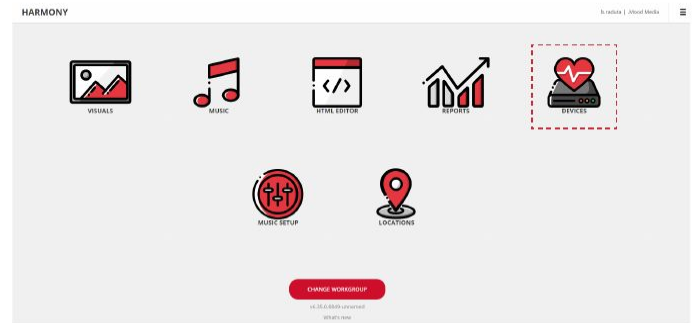 HARMONY
| Mood Media
VISUALS
MUSIC
HTML EDITOR
REPORTS
DEVICES
MUSIC SETUP
LOCATIONS
CHANGE WORKGROUP
What's new